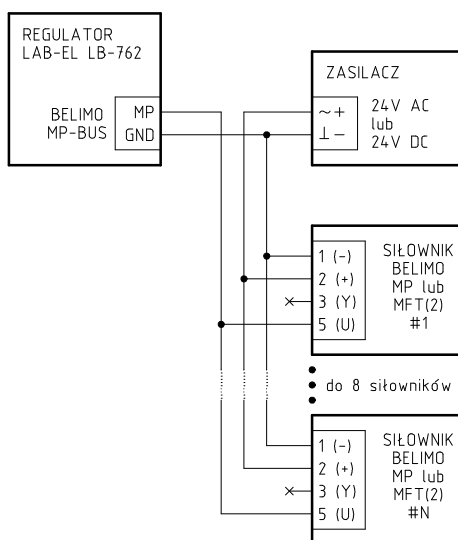 REGULATOR
LAB-EL LB-762
BELIMO
MP-BUS
MP
GND
ZASILACZ
~ +
⊥ −
24V AC
lub
24V DC
1 (-)
2 (+)
3 (Y)
5 (U)
SIŁOWNIK
BELIMO
MP lub
MFT(2)
#1
do 8 siłowników
1 (-)
2 (+)
3 (Y)
5 (U)
SIŁOWNIK
BELIMO
MP lub
MFT(2)
#N